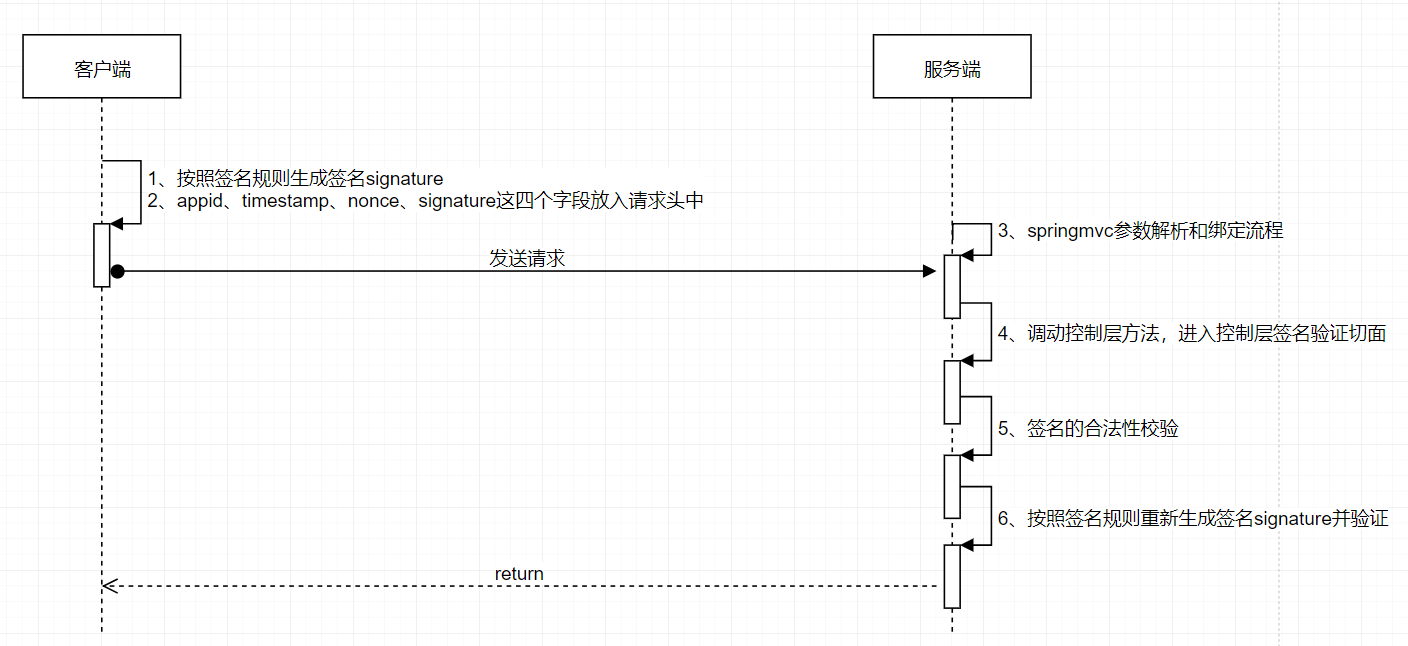 客户端
服务端
1、按照签名规则生成签名signature
2、appid、timestamp、nonce、signature这四个字段放入请求头中
3、springmvc参数解析和绑定流程
发送请求
4、调动控制层方法，进入控制层签名验证切面
5、签名的合法性校验
6、按照签名规则重新生成签名signature并验证
return